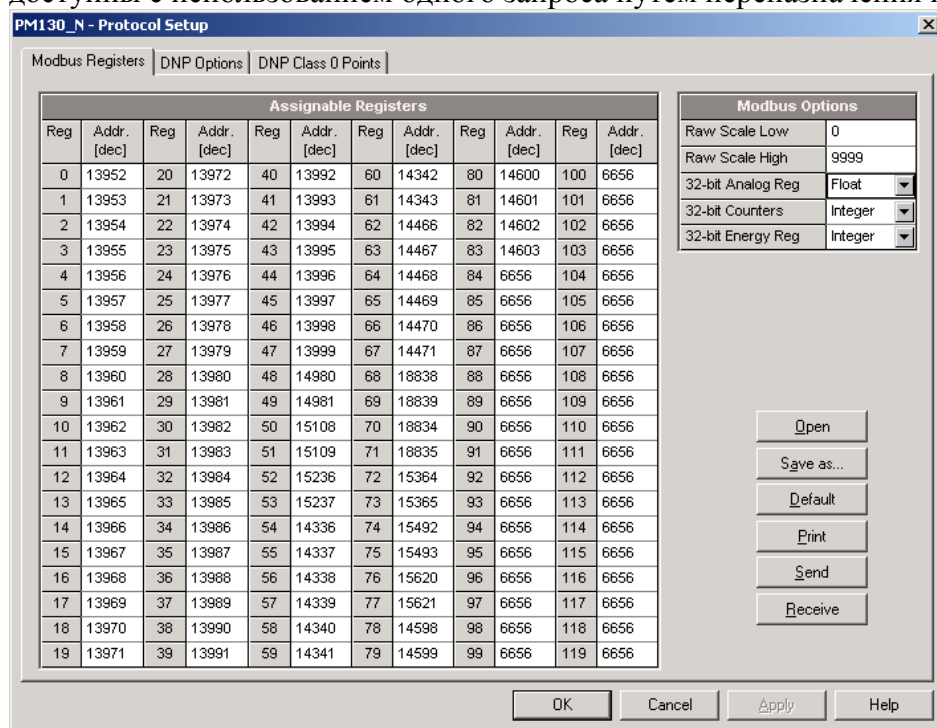 доступны с использованием одного запроса путем переназначения
PM130_N - Protocol Setup
Modbus Registers DNP Options DNP Class 0 Points
Assignable Registers
Reg Addr. [dec] Reg Addr. [dec] Reg Addr. [dec] Reg Addr. [dec] Reg Addr. [dec] Reg Addr. [dec]
0 13952 20 13972 40 13992 60 14342 80 14600 100 6656
1 13953 21 13973 41 13993 61 14343 81 14601 101 6656
2 13954 22 13974 42 13994 62 14466 82 14602 102 6656
3 13955 23 13975 43 13995 63 14467 83 14603 103 6656
4 13956 24 13976 44 13996 64 14468 84 6656 104 6656
5 13957 25 13977 45 13997 65 14469 85 6656 105 6656
6 13958 26 13978 46 13998 66 14470 86 6656 106 6656
7 13959 27 13979 47 13999 67 14471 87 6656 107 6656
8 13960 28 13980 48 14980 68 18838 88 6656 108 6656
9 13961 29 13981 49 14981 69 18839 89 6656 109 6656
10 13962 30 13982 50 15108 70 18834 90 6656 110 6656
11 13963 31 13983 51 15109 71 18835 91 6656 111 6656
12 13964 32 13984 52 15236 72 15364 92 6656 112 6656
13 13965 33 13985 53 15237 73 15365 93 6656 113 6656
14 13966 34 13986 54 14336 74 15492 94 6656 114 6656
15 13967 35 13987 55 14337 75 15493 95 6656 115 6656
16 13968 36 13988 56 14338 76 15620 96 6656 116 6656
17 13969 37 13989 57 14339 77 15621 97 6656 117 6656
18 13970 38 13990 58 14340 78 14598 98 6656 118 6656
19 13971 39 13991 59 14341 79 14599 99 6656 119 6656
Modbus Options
Raw Scale Low 0
Raw Scale High 9999
32-bit Analog Reg Float
32-bit Counters Integer
32-bit Energy Reg Integer
Open
Save as...
Default
Print
Send
Receive
OK Cancel Apply Help